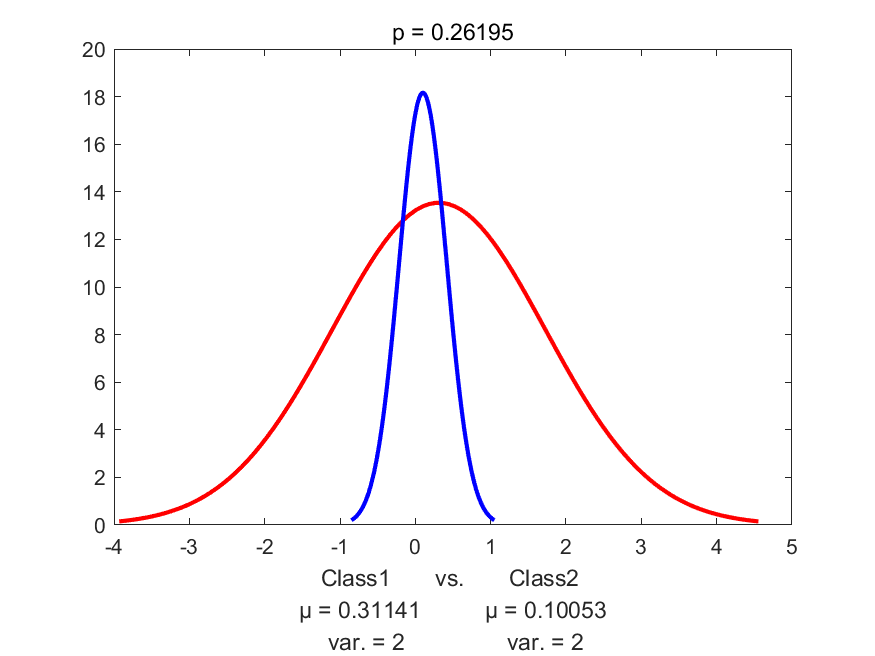 p = 0.26195
20
18
16
14
12
10
8
6
4
2
0
-4 -3 -2 -1 0 1 2 3 4 5
Class1 vs. Class2
μ = 0.31141 μ = 0.10053
var. = 2 var. = 2